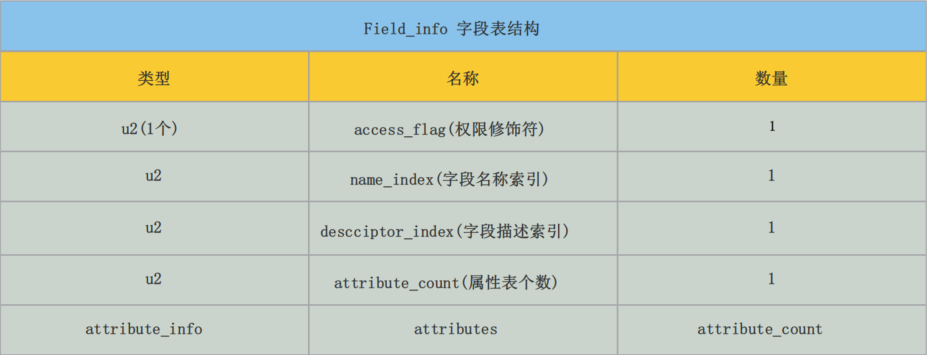 Field_info 字段表结构
类型 名称 数量
u2(1个) access_flag(权限修饰符) 1
u2 name_index(字段名称索引) 1
u2 descciptor_index(字段描述索引) 1
u2 attribute_count(属性表个数) 1
attribute_info attributes attribute_count